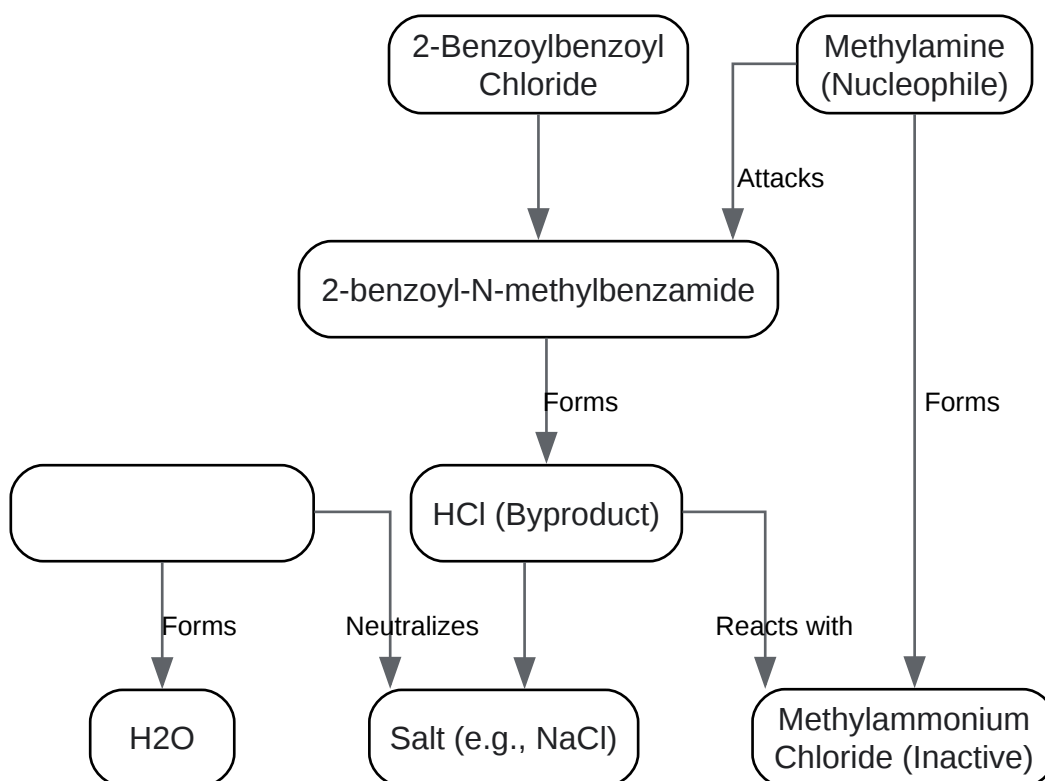 2-Benzoylbenzoyl
Chloride
Methylamine
(Nucleophile)
Attacks
2-benzoyl-N-methylbenzamide
Forms
Forms
HCl (Byproduct)
Forms
Neutralizes
Reacts with
H2O
Salt (e.g., NaCl)
Methylammonium
Chloride (Inactive)